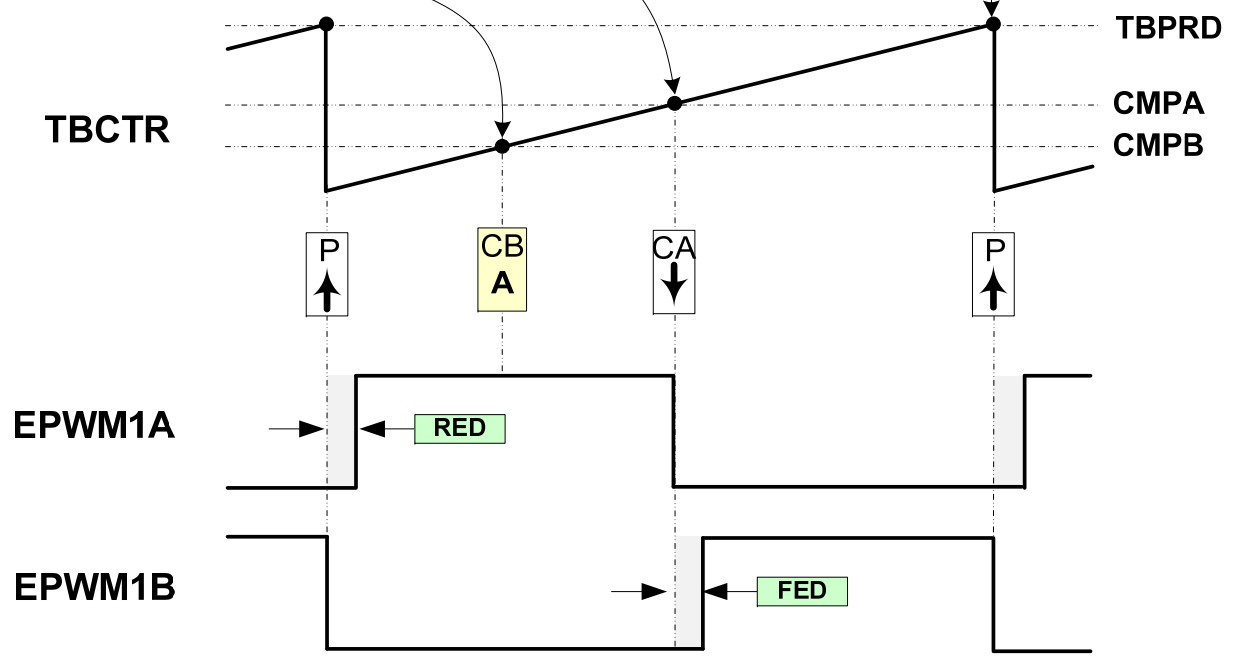 TBPRD
CMPA
TBCTR
CMPB
P
CB
A
CA
P
EPWM1A
RED
EPWM1B
FED